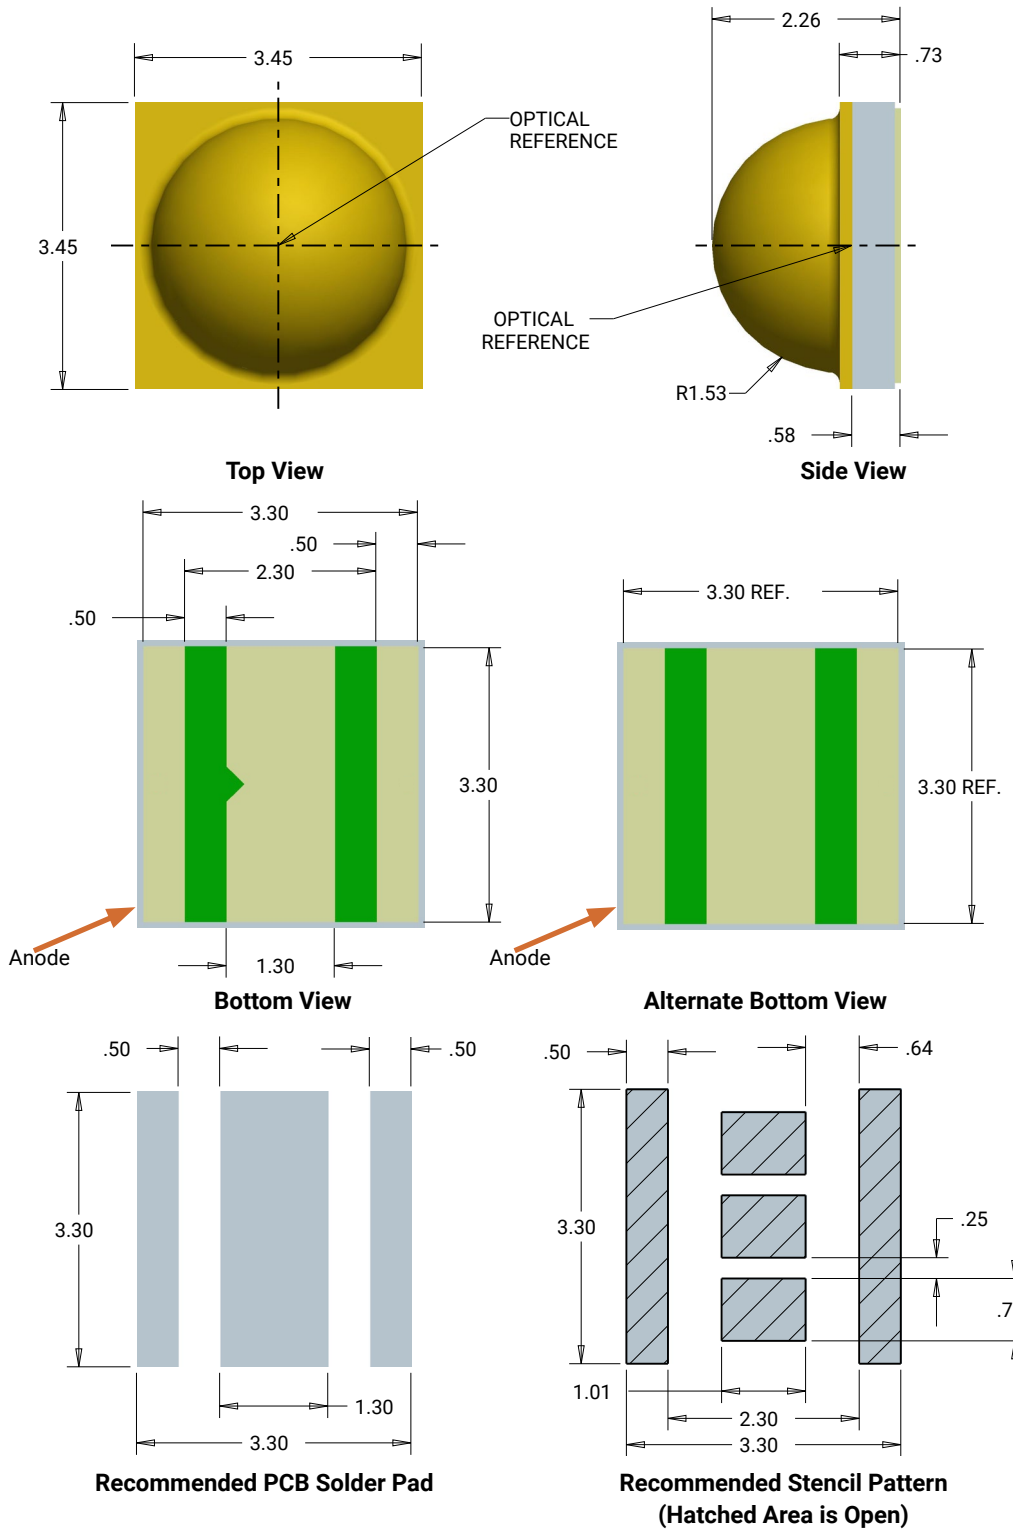 3.45
3.45
OPTICAL
REFERENCE
Top View
2.26
.73
OPTICAL
REFERENCE
R1.53
.58
Side View
3.30
.50
2.30
.50
3.30
Anode
1.30
Bottom View
3.30 REF.
3.30 REF.
Anode
Alternate Bottom View
.50
.50
3.30
1.30
3.30
Recommended PCB Solder Pad
.50
.64
3.30
.25
1.01
2.30
3.30
Recommended Stencil Pattern
(Hatched Area is Open)